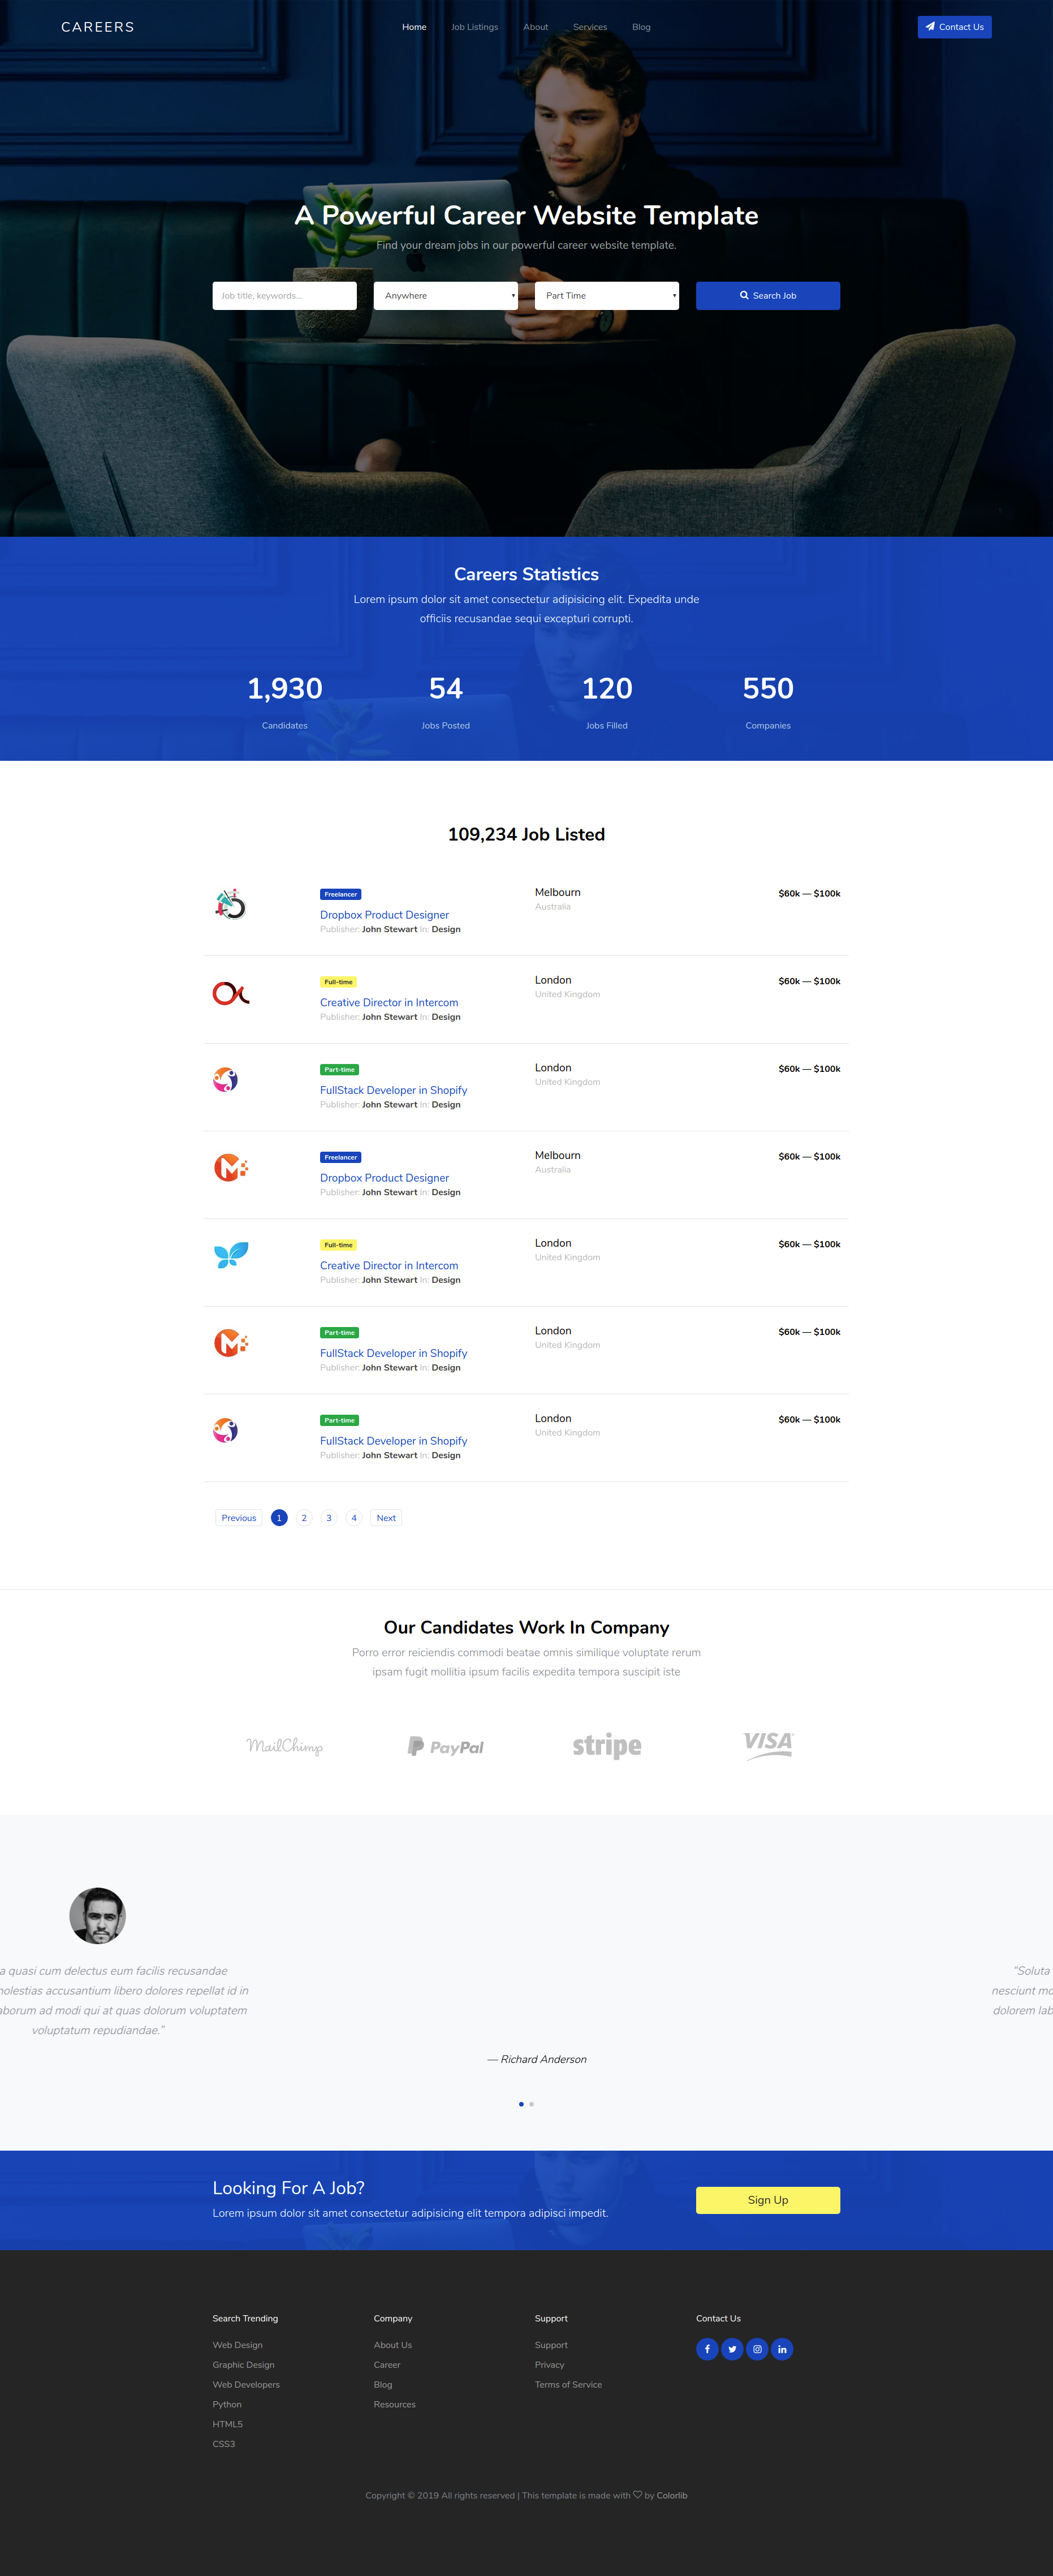 CAREERS
Home
Job Listings
About
Services
Blog
Contact Us
A Powerful Career Website Template
Find your dream jobs in our powerful career website template.
Job title, keywords...
Anywhere
Part Time
Search Job
Careers Statistics
Lorem ipsum dolor sit amet consectetur adipisicing elit. Expedita unde
officiis recusandae sequi excepturi corrupti.
1,930
54
120
550
Candidates
Jobs Posted
Jobs Filled
Companies
109,234 Job Listed
Freelancer
Dropbox Product Designer
Publisher: John Stewart In: Design
Melbourn
Australia
$60k — $100k
Full-time
Creative Director in Intercom
Publisher: John Stewart In: Design
London
United Kingdom
$60k — $100k
Part-time
FullStack Developer in Shopify
Publisher: John Stewart In: Design
London
United Kingdom
$60k — $100k
Freelancer
Dropbox Product Designer
Publisher: John Stewart In: Design
Melbourn
Australia
$60k — $100k
Full-time
Creative Director in Intercom
Publisher: John Stewart In: Design
London
United Kingdom
$60k — $100k
Part-time
FullStack Developer in Shopify
Publisher: John Stewart In: Design
London
United Kingdom
$60k — $100k
Part-time
FullStack Developer in Shopify
Publisher: John Stewart In: Design
London
United Kingdom
$60k — $100k
Previous
1
2
3
4
Next
Our Candidates Work In Company
Porro error reiciendis commodi beatae omnis similique voluptate rerum
ipsam fugit mollitia ipsum facilis expedita tempora suscipit iste
MailChimp
PayPal
stripe
VISA
a quasi cum delectus eum facilis recusandae
nolestias accusantium libero dolores repellat id in
aborum ad modi qui at quas dolorum voluptatem
voluptatum repudiandae.”
“Soluta
nesciunt mo
dolorem lab
— Richard Anderson
Looking For A Job?
Lorem ipsum dolor sit amet consectetur adipisicing elit tempora adipisci impedit.
Sign Up
Search Trending
Web Design
Graphic Design
Web Developers
Python
HTML5
CSS3
Company
About Us
Career
Blog
Resources
Support
Support
Privacy
Terms of Service
Contact Us
Copyright © 2019 All rights reserved | This template is made with by Colorlib